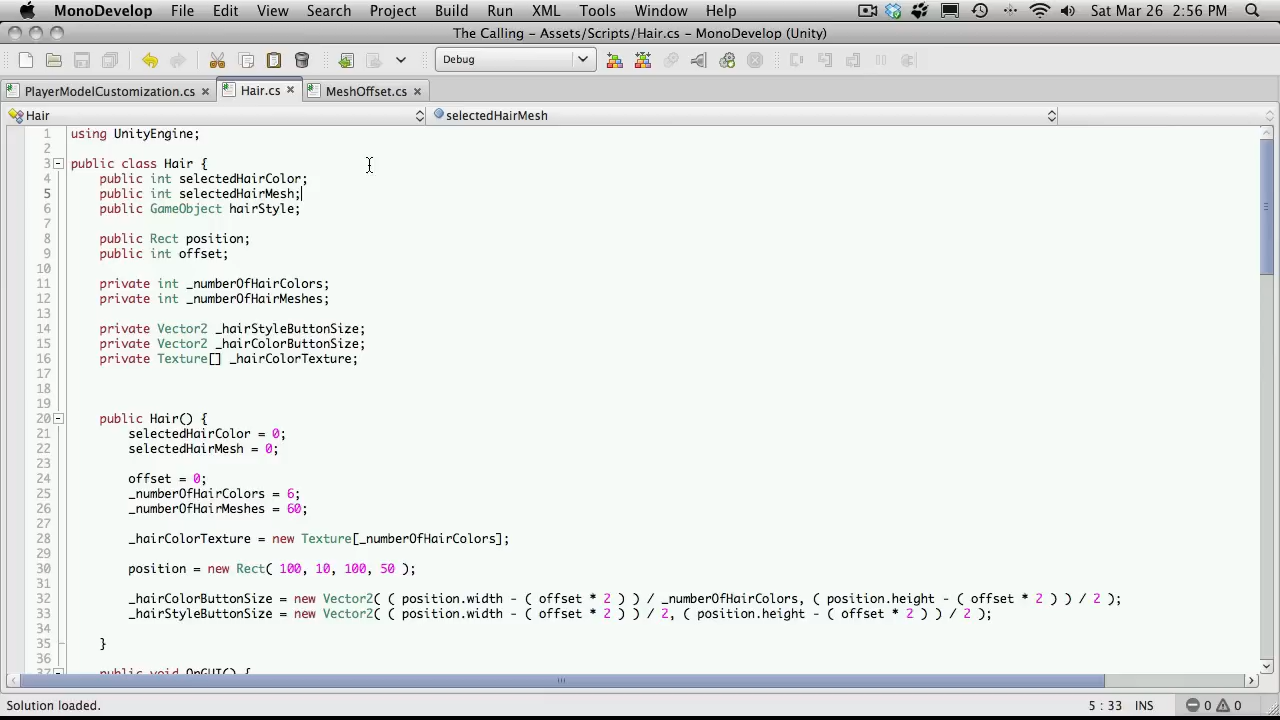 MonoDevelop File Edit View Search Project Build Run XML Tools Window Help Sat Mar 26 2:56 PM
The Calling - Assets/Scripts/Hair.cs - MonoDevelop (Unity)
Debug
PlayerModelCustomization.cs Hair.cs MeshOffset.cs
Hair selectedHairMesh
1 using UnityEngine;
2
3 public class Hair {
4 public int selectedHairColor;
5 public int selectedHairMesh;
6 public GameObject hairStyle;
7
8 public Rect position;
9 public int offset;
10
11 private int _numberOfHairColors;
12 private int _numberOfHairMeshes;
13
14 private Vector2 _hairStyleButtonSize;
15 private Vector2 _hairColorButtonSize;
16 private Texture[] _hairColorTexture;
17
18
19
20 public Hair() {
21 selectedHairColor = 0;
22 selectedHairMesh = 0;
23
24 offset = 0;
25 _numberOfHairColors = 6;
26 _numberOfHairMeshes = 60;
27
28 _hairColorTexture = new Texture[_numberOfHairColors];
29
30 position = new Rect( 100, 10, 100, 50 );
31
32 _hairColorButtonSize = new Vector2( ( position.width - ( offset * 2 ) ) / _numberOfHairColors, ( position.height - ( offset * 2 ) ) / 2 );
33 _hairStyleButtonSize = new Vector2( ( position.width - ( offset * 2 ) ) / 2, ( position.height - ( offset * 2 ) ) / 2 );
34
35 }
36
37 public void OnGUI() {
Solution loaded. 5 : 33 INS 0 0